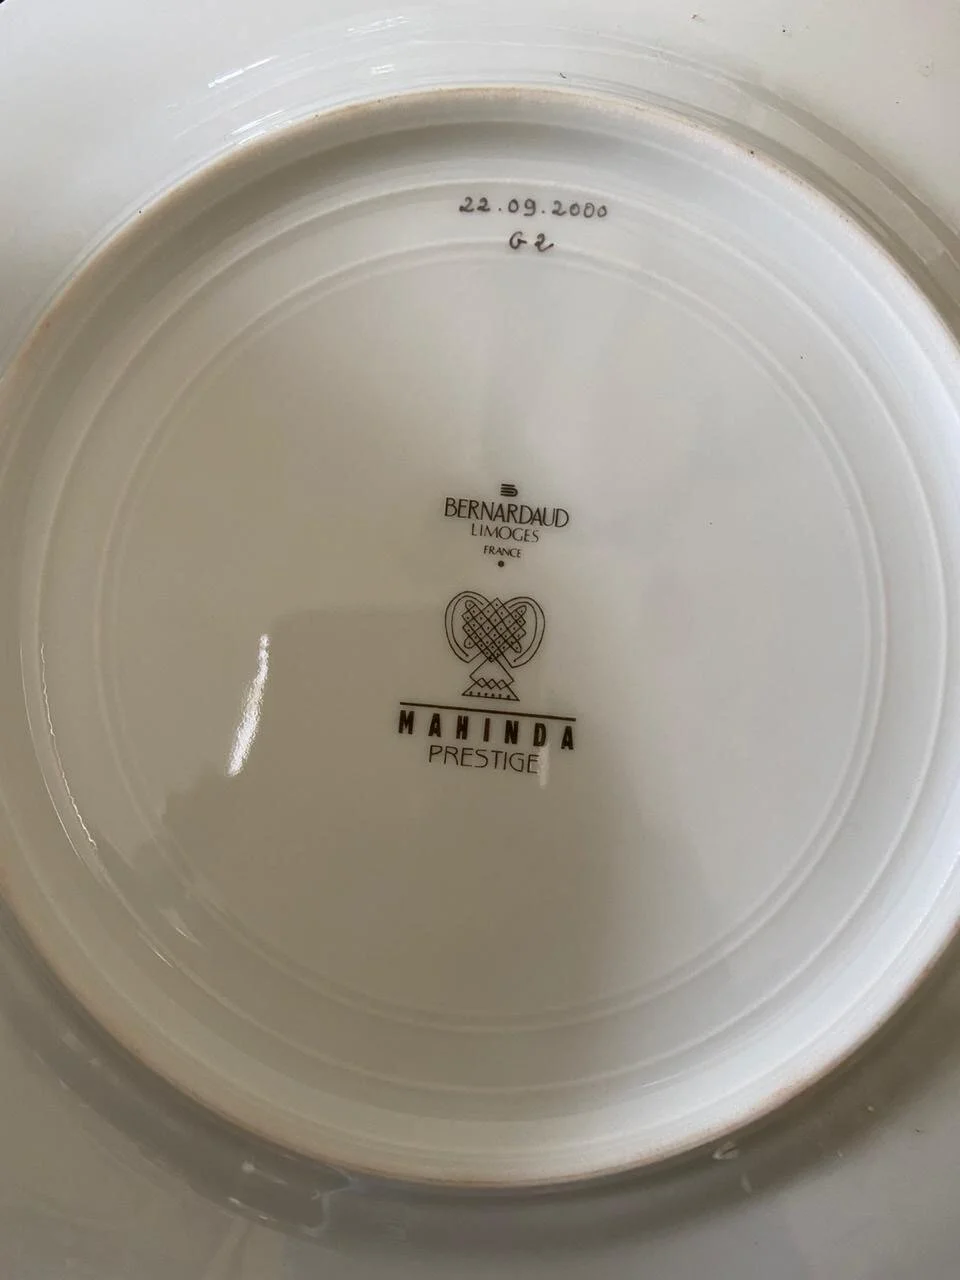 22.09.2000
G2
BERNARDAUD
LIMOGES
FRANCE
MAHINDA
PRESTIGE